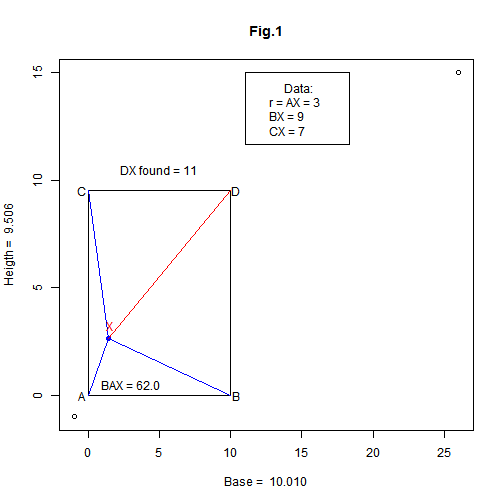 Fig.1
15
Data:
r = AX = 3
BX = 9
CX = 7
DX found = 11
10
C
D
Heigth = 9.506
5
X
BAX = 62.0
0
A
B
0
5
10
15
20
25
Base = 10.010